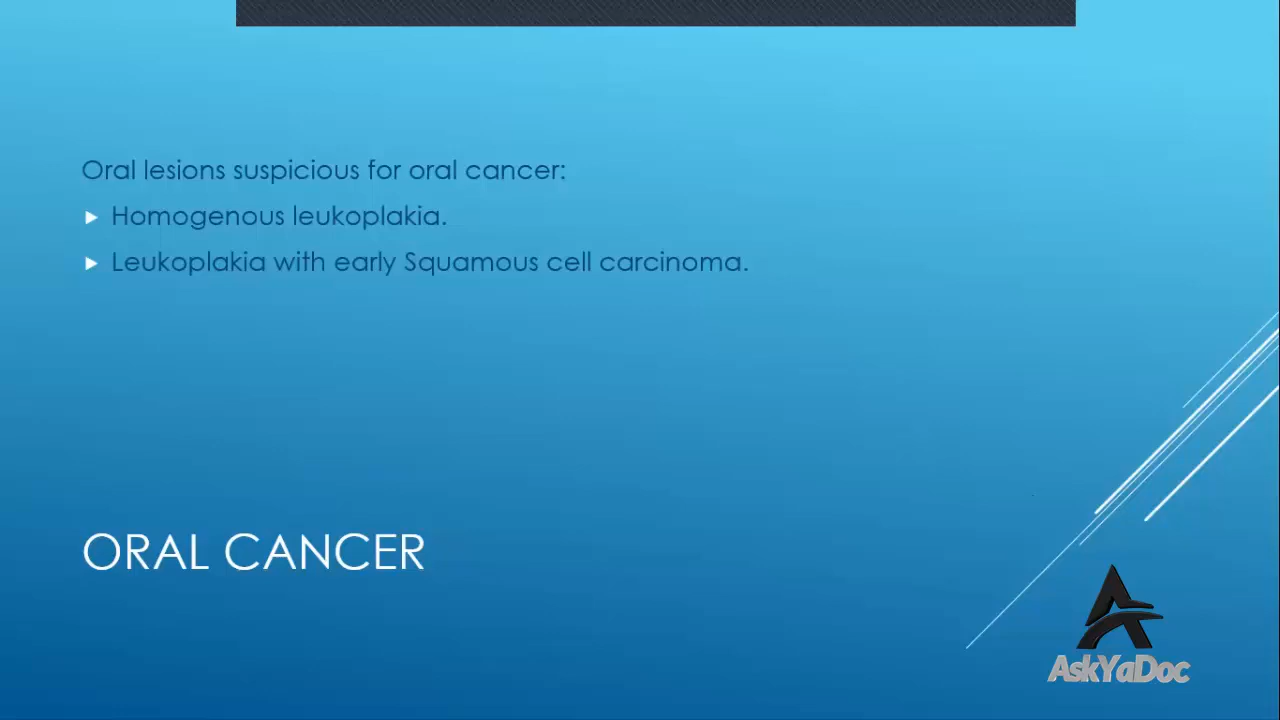 Oral lesions suspicious for oral cancer:
Homogenous leukoplakia.
Leukoplakia with early Squamous cell carcinoma.
ORAL CANCER
AskYaDoc